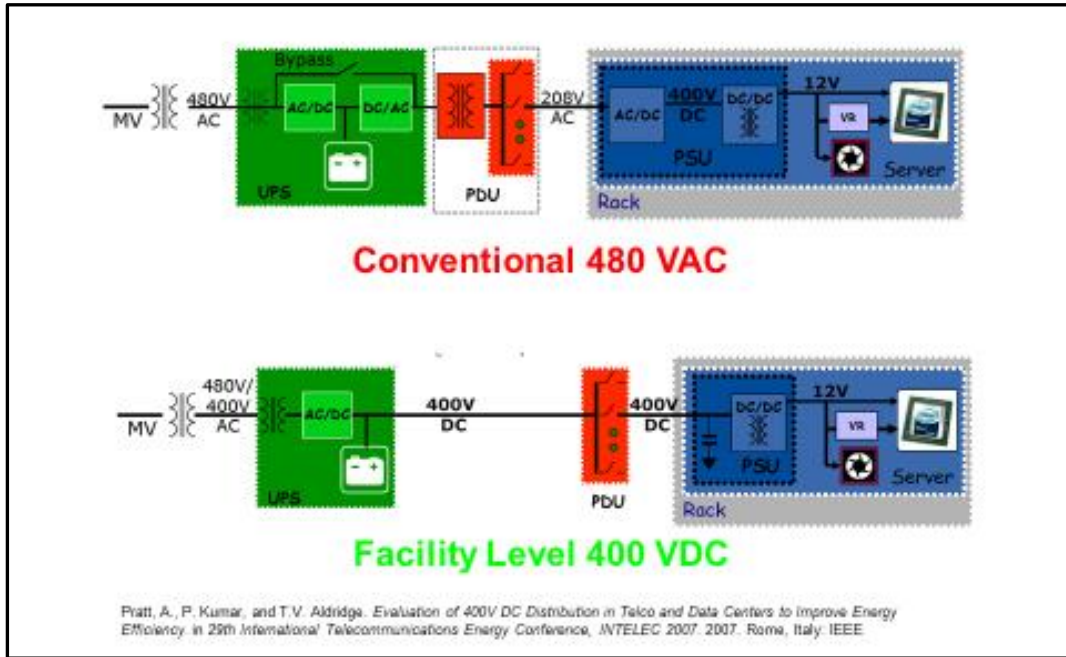 Bypass
MV
480V
AC
AC/DC
DC/AC
UPS
PDU
208V
AC
AC/DC
400V
DC
DC/DC
PSU
12V
VR
Server
Rack
Conventional 480 VAC
MV
480V/
400V
AC
AC/DC
UPS
400V
DC
PDU
400V
DC
DC/DC
PSU
12V
VR
Server
Rack
Facility Level 400 VDC
Pratt, A., P. Kumar, and T.V. Aldridge. Evaluation of 400V DC Distribution in Telco and Data Centers to Improve Energy
Efficiency. in 29th International Telecommunications Energy Conference, INTELEC 2007. 2007. Rome, Italy: IEEE